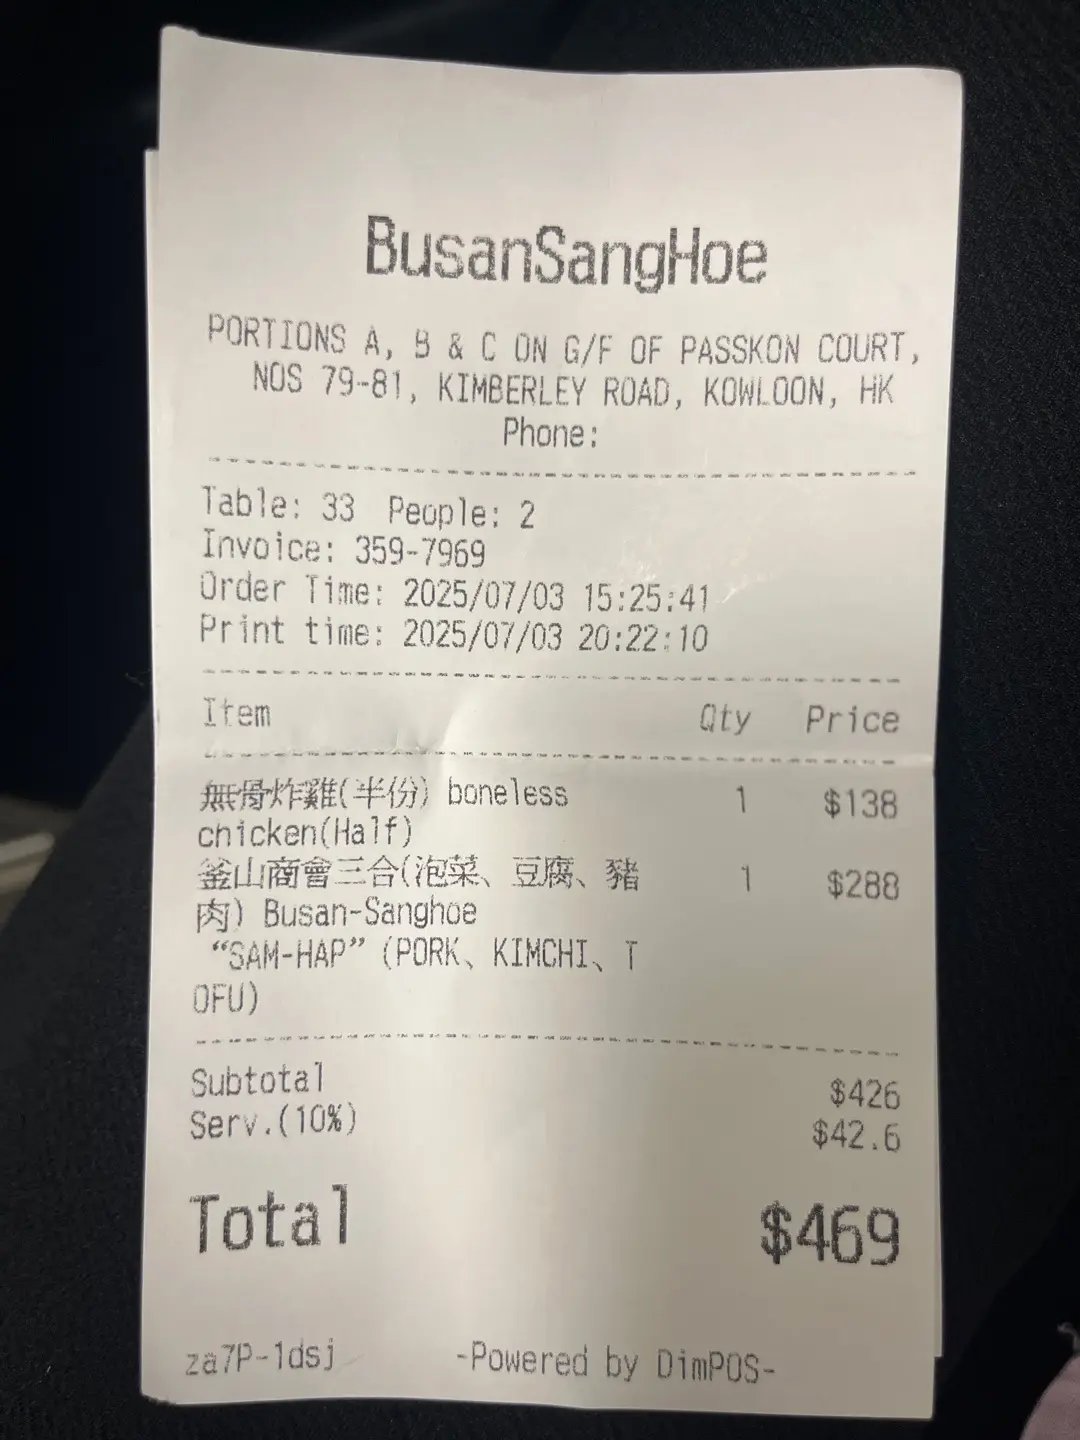 BusanSangHoe
PORTIONS A, B & C ON G/F OF PASSKON COURT,
NOS 79-81, KIMBERLEY ROAD, KOWLOON, HK
Phone:
Table: 33 People: 2
Invoice: 359-7969
Order Time: 2025/07/03 15:25:41
Print time: 2025/07/03 20:22:10
Item Qty Price
無骨炸雞(半份) boneless 1 $138
chicken(Half)
釜山商會三合(泡菜、豆腐、豬 1 $288
肉) Busan-Sanghoe
“SAM-HAP” (PORK、KIMCHI、T
OFU)
Subtotal $426
Serv.(10%) $42.6
Total $469
za7P-1dsj -Powered by DimPOS-